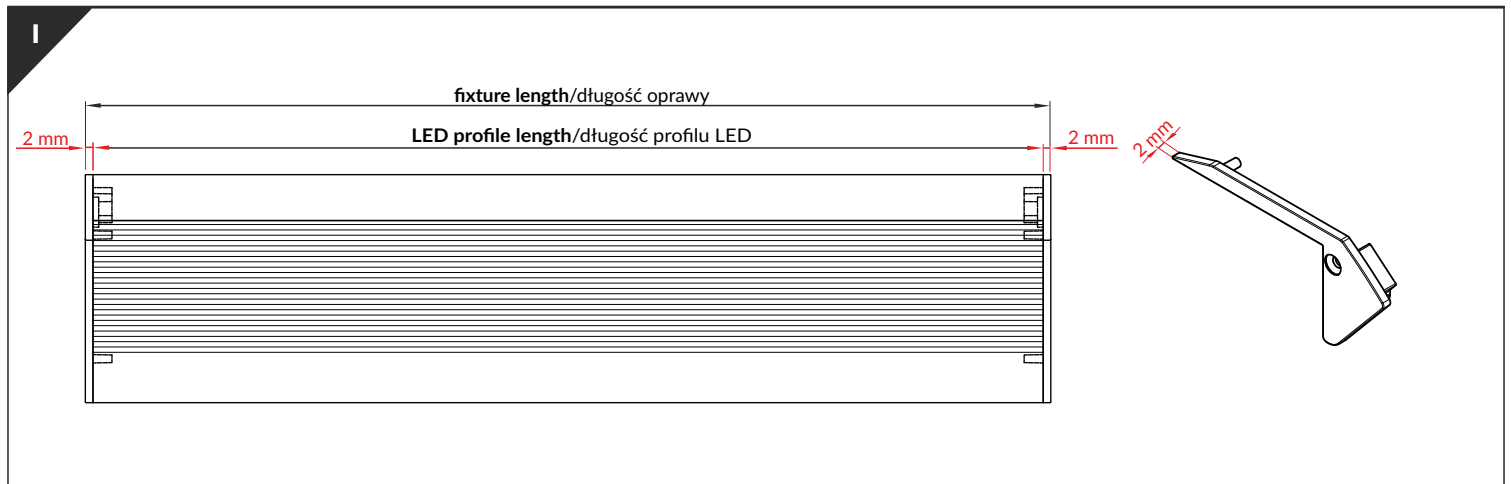 I
fixture length/długość oprawy
2 mm
LED profile length/długość profilu LED
2 mm
2 mm